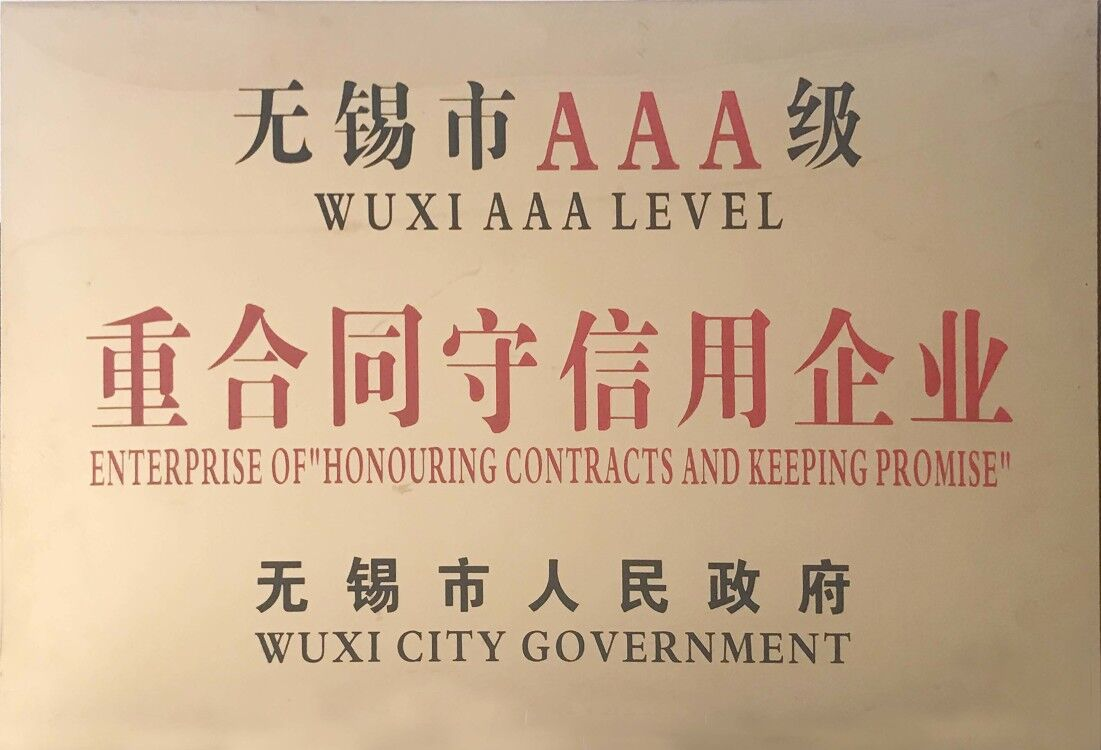 无锡市AAA级
WUXI AAA LEVEL
重合同守信用企业
ENTERPRISE OF"HONOURING CONTRACTS AND KEEPING PROMISE"
无锡市人民政府
WUXI CITY GOVERNMENT